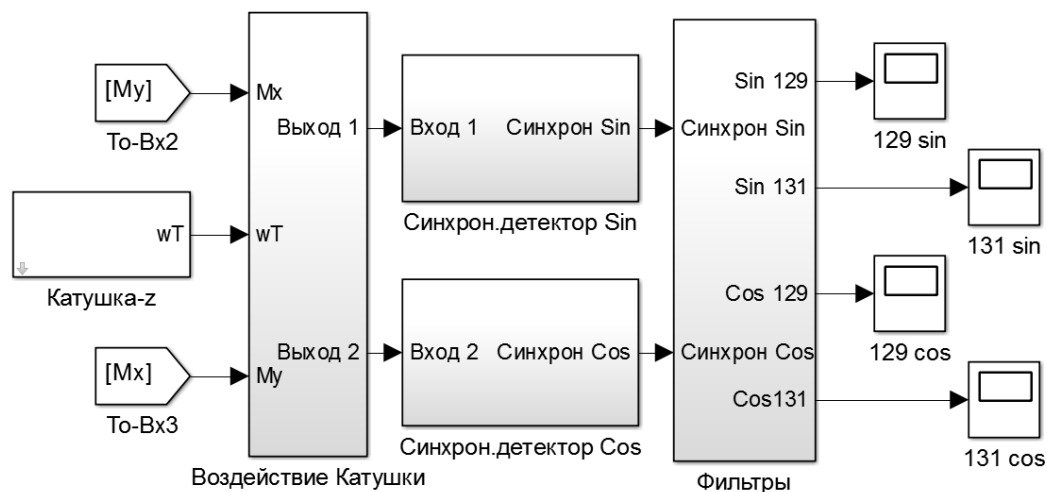 [My]
To-Вх2
wT
Катушка-z
[Mx]
To-Вх3
Mx
Выход 1
wT
Выход 2
My
Воздействие Катушки
Вход 1 Синхрон Sin
Синхрон.детектор Sin
Вход 2 Синхрон Cos
Синхрон.детектор Cos
Sin 129
Синхрон Sin
Sin 131
Cos 129
Синхрон Cos
Cos131
Фильтры
129 sin
131 sin
129 cos
131 cos